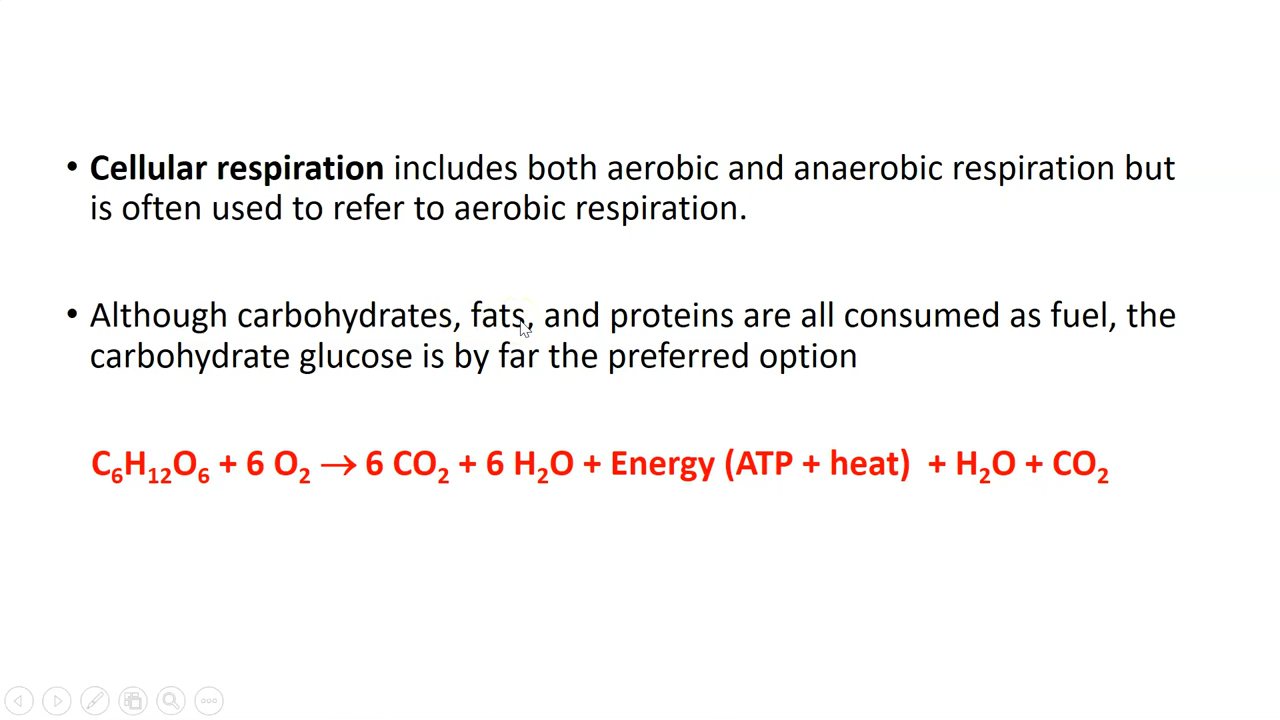 • Cellular respiration includes both aerobic and anaerobic respiration but
is often used to refer to aerobic respiration.
• Although carbohydrates, fats, and proteins are all consumed as fuel, the
carbohydrate glucose is by far the preferred option
C₆H₁₂O₆ + 6 O₂ → 6 CO₂ + 6 H₂O + Energy (ATP + heat) + H₂O + CO₂